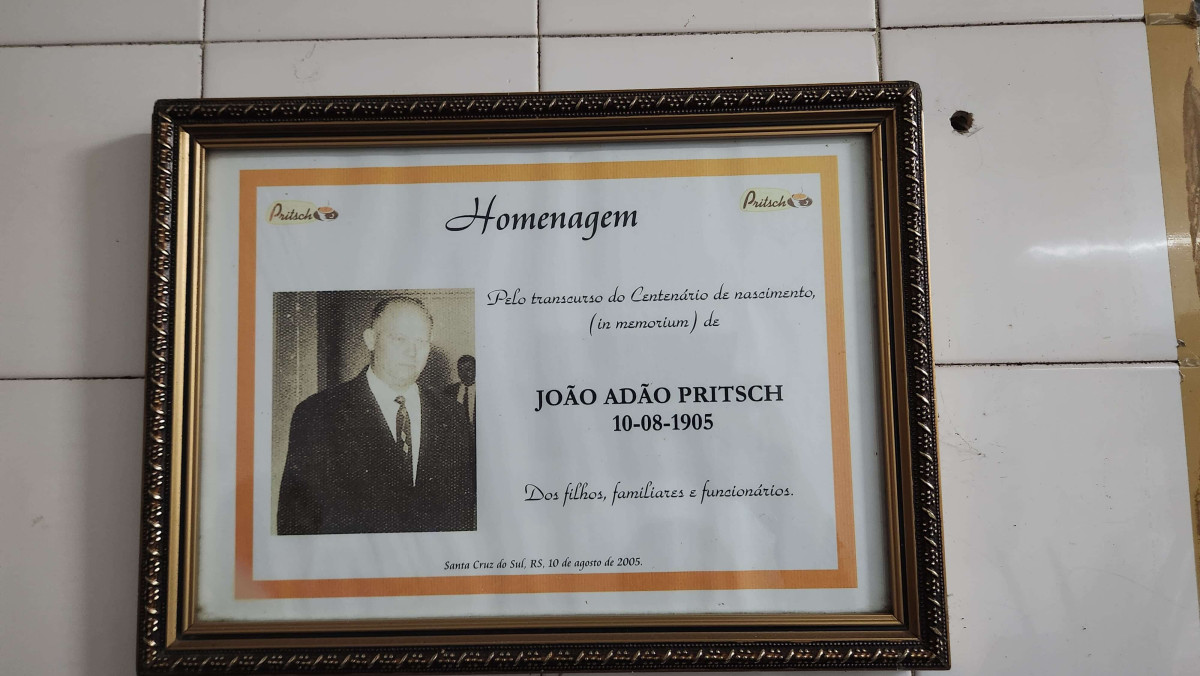 Pritsch
Pritsch
Homenagem
Pelo transcurso do Centenário de nascimento,
(in memorium) de
JOÃO ADÃO PRITSCH
10-08-1905
Dos filhos, familiares e funcionários.
Santa Cruz do Sul, RS, 10 de agosto de 2005.